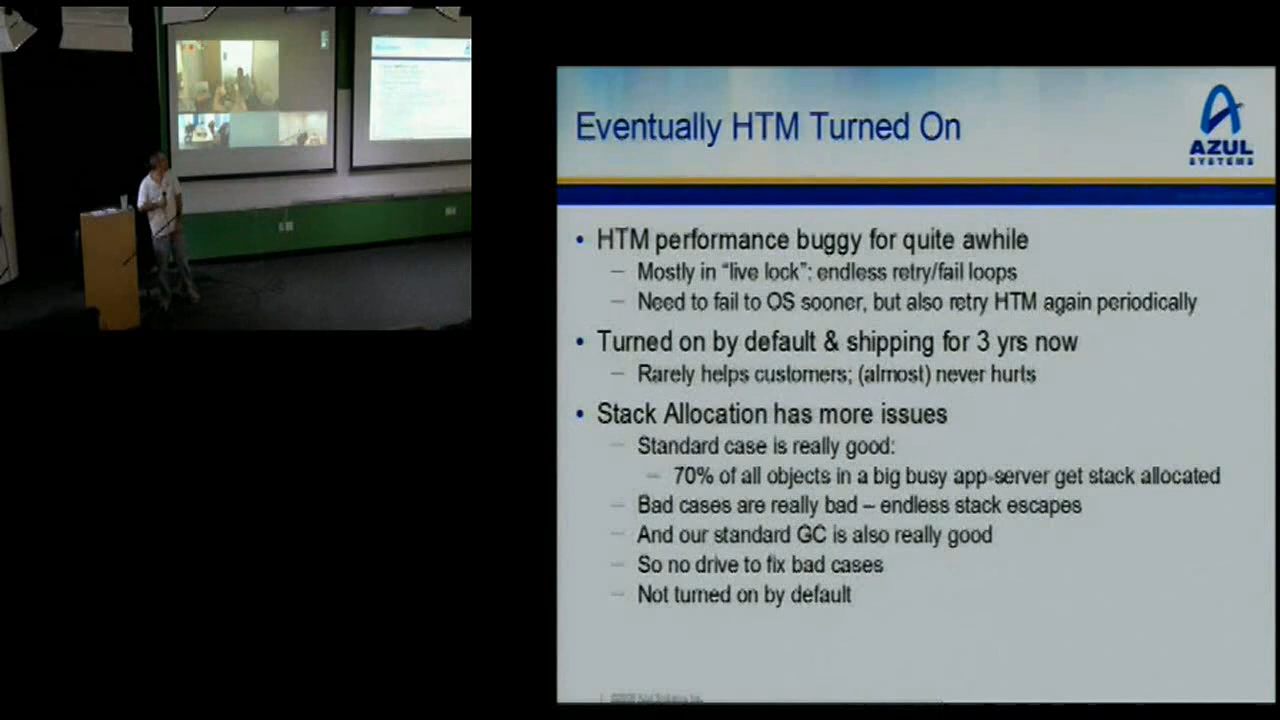 Eventually HTM Turned On
AZUL
SYSTEMS
• HTM performance buggy for quite awhile
– Mostly in “live lock”: endless retry/fail loops
– Need to fail to OS sooner, but also retry HTM again periodically
• Turned on by default & shipping for 3 yrs now
– Rarely helps customers; (almost) never hurts
• Stack Allocation has more issues
– Standard case is really good:
– 70% of all objects in a big busy app-server get stack allocated
– Bad cases are really bad – endless stack escapes
– And our standard GC is also really good
– So no drive to fix bad cases
– Not turned on by default